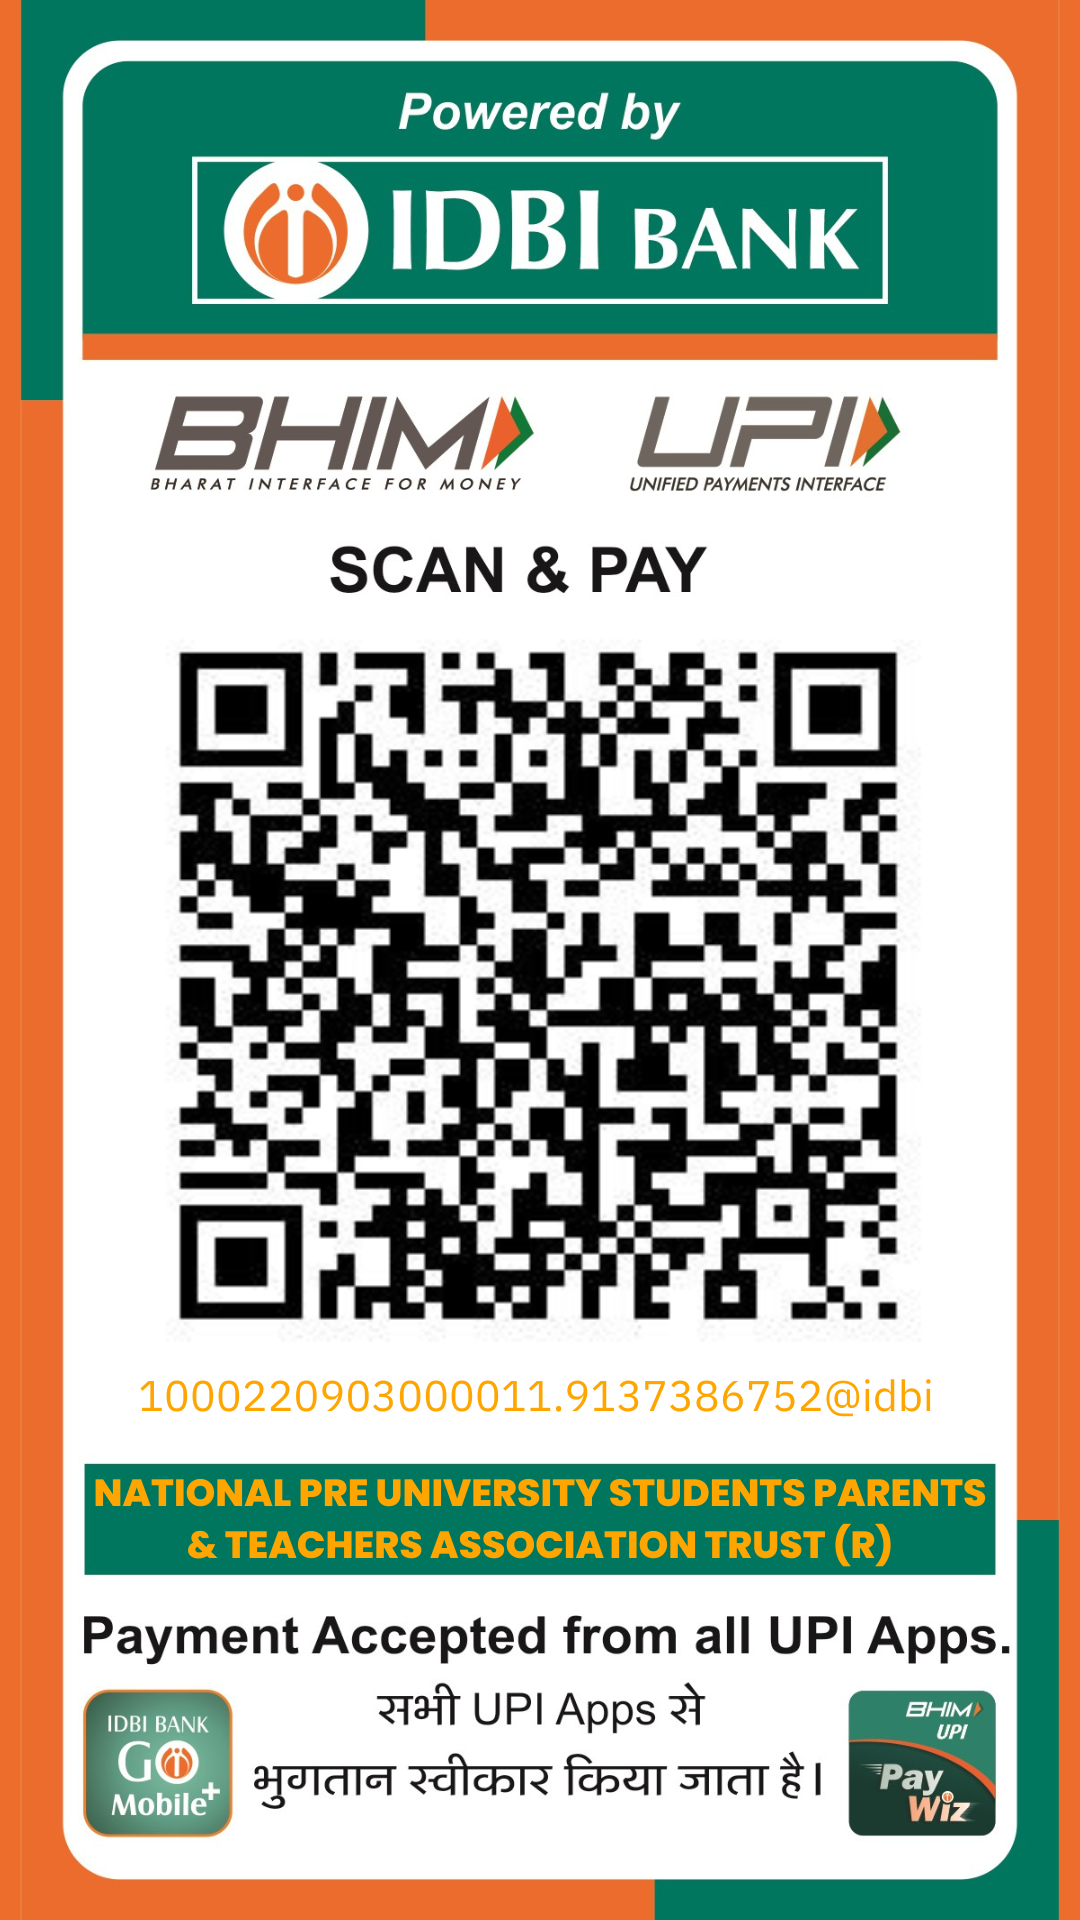 Powered by
IDBI BANK
BHIM
BHARAT INTERFACE FOR MONEY
UPI
UNIFIED PAYMENTS INTERFACE
SCAN & PAY
1000220903000011.9137386752@idbi
NATIONAL PRE UNIVERSITY STUDENTS PARENTS
& TEACHERS ASSOCIATION TRUST (R)
Payment Accepted from all UPI Apps.
सभी UPI Apps से
भुगतान स्वीकार किया जाता है।
IDBI BANK
GO
Mobile+
BHIM
UPI
Pay
Wiz